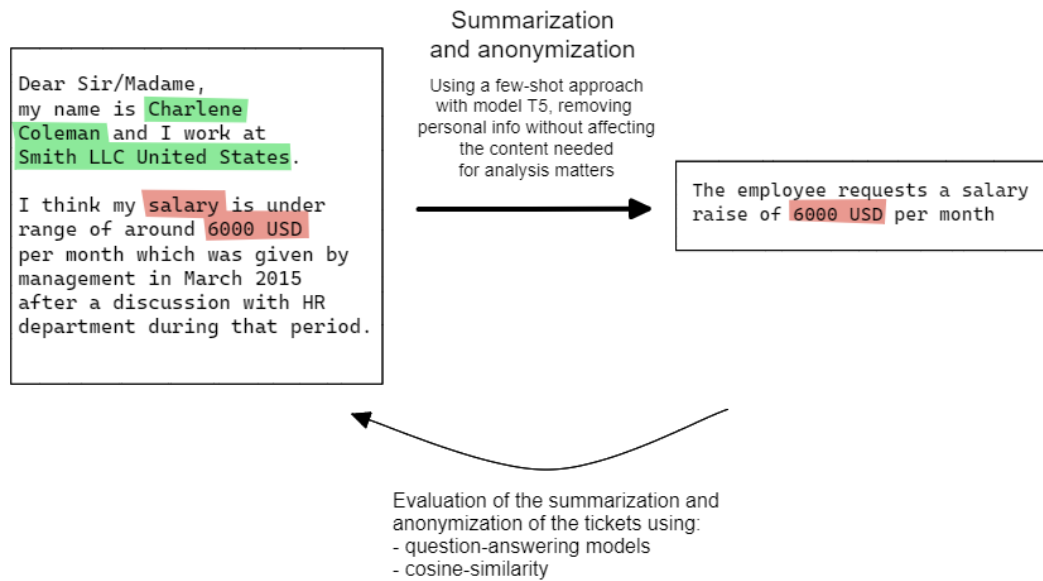 Summarization
and anonymization
Using a few-shot approach
with model T5, removing
personal info without affecting
the content needed
for analysis matters
Dear Sir/Madame,
my name is Charlene
Coleman and I work at
Smith LLC United States.
I think my salary is under
range of around 6000 USD
per month which was given by
management in March 2015
after a discussion with HR
department during that period.
The employee requests a salary
raise of 6000 USD per month
Evaluation of the summarization and
anonymization of the tickets using:
- question-answering models
- cosine-similarity